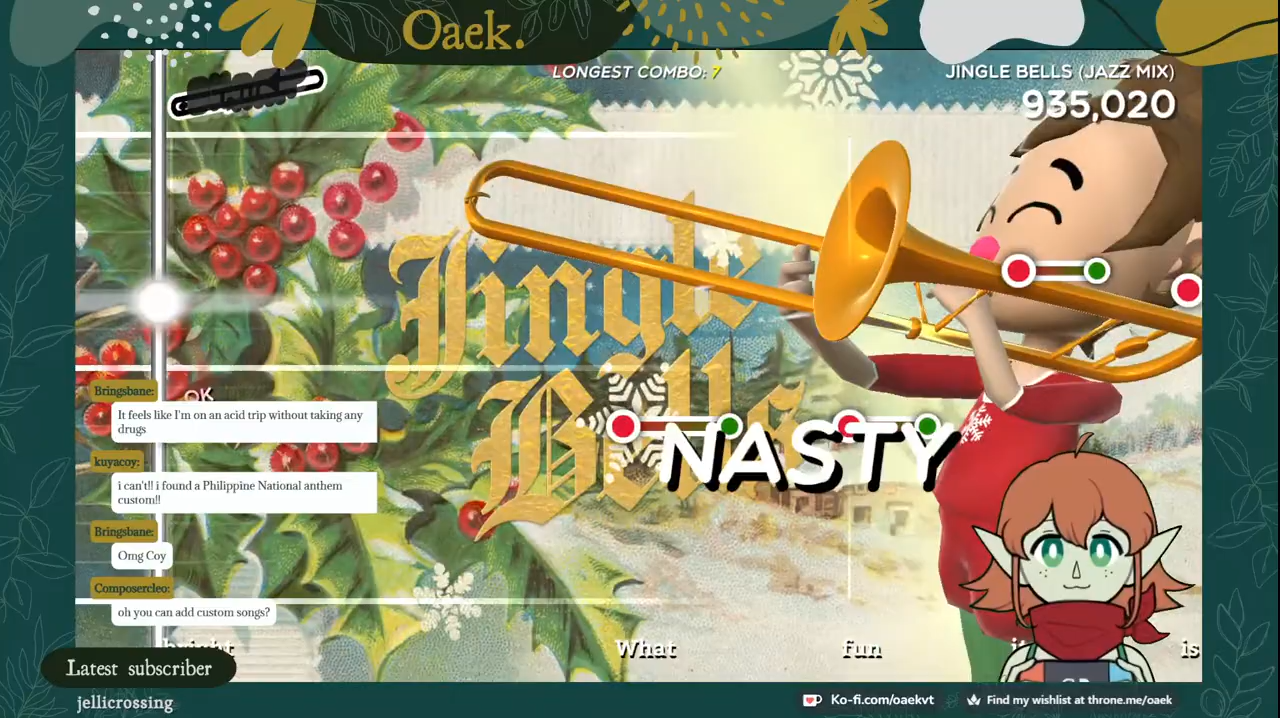 Oaek.
LONGEST COMBO: 7
JINGLE BELLS (JAZZ MIX)
935,020
Jingle
Bells
OK
NASTY
Bringsbane:
It feels like I'm on an acid trip without taking any
drugs
kuyacoy:
i can't!! i found a Philippine National anthem
custom!!
Bringsbane:
Omg Coy
Composercleo:
oh you can add custom songs?
bright What fun it is
Latest subscriber
jellicrossing
Ko-fi.com/oaekvt
Find my wishlist at throne.me/oaek